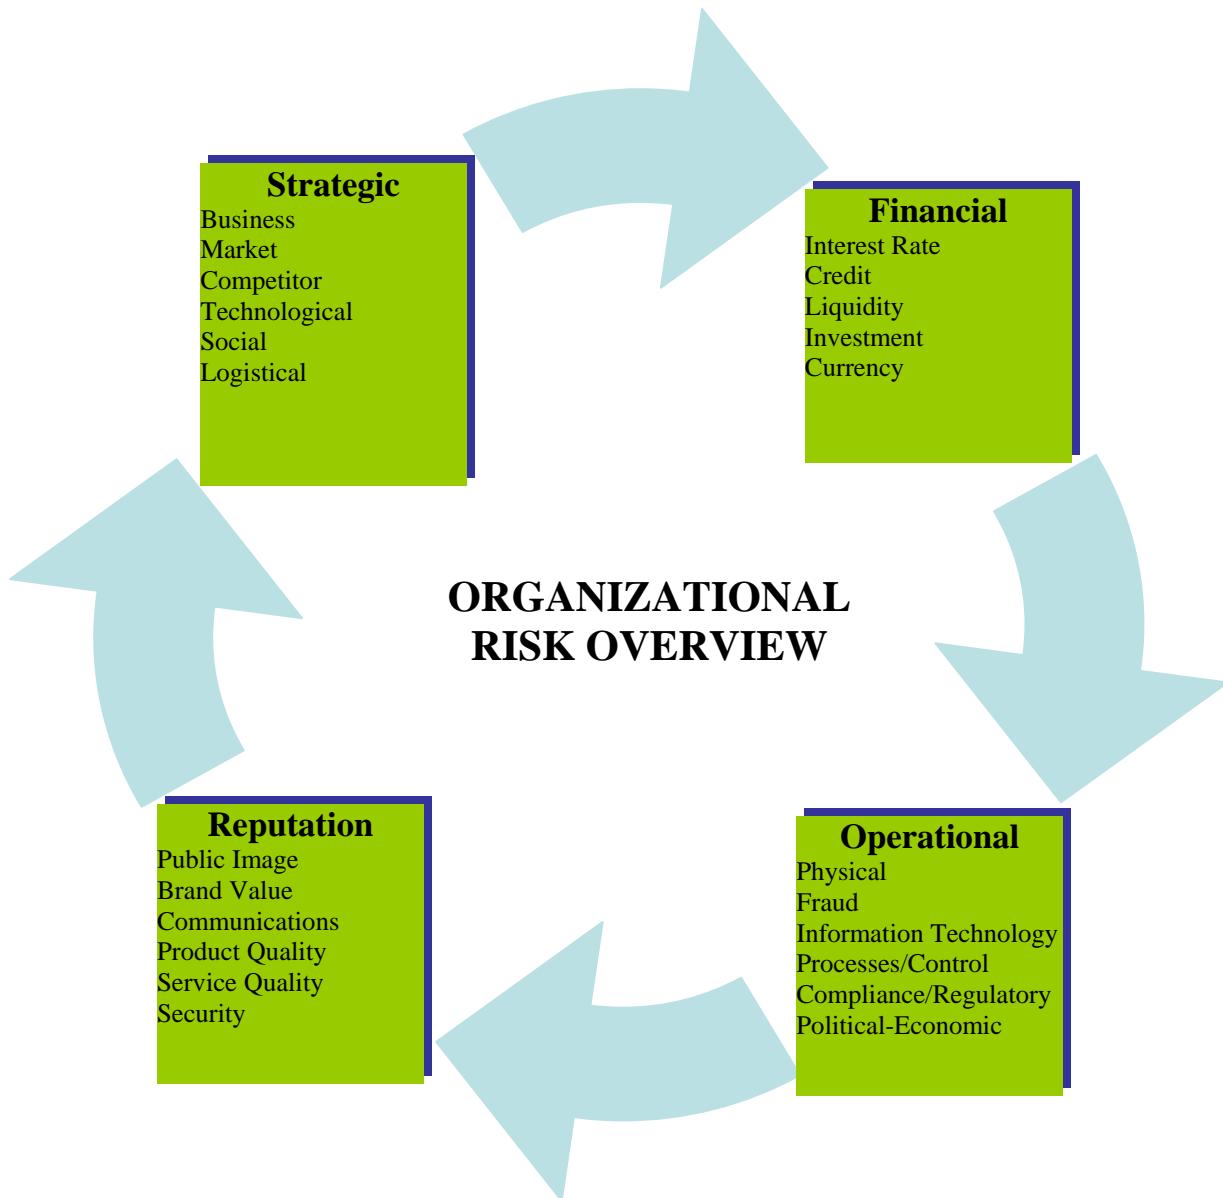 Strategic
Business
Market
Competitor
Technological
Social
Logistical
Financial
Interest Rate
Credit
Liquidity
Investment
Currency
ORGANIZATIONAL
RISK OVERVIEW
Reputation
Public Image
Brand Value
Communications
Product Quality
Service Quality
Security
Operational
Physical
Fraud
Information Technology
Processes/Control
Compliance/Regulatory
Political-Economic